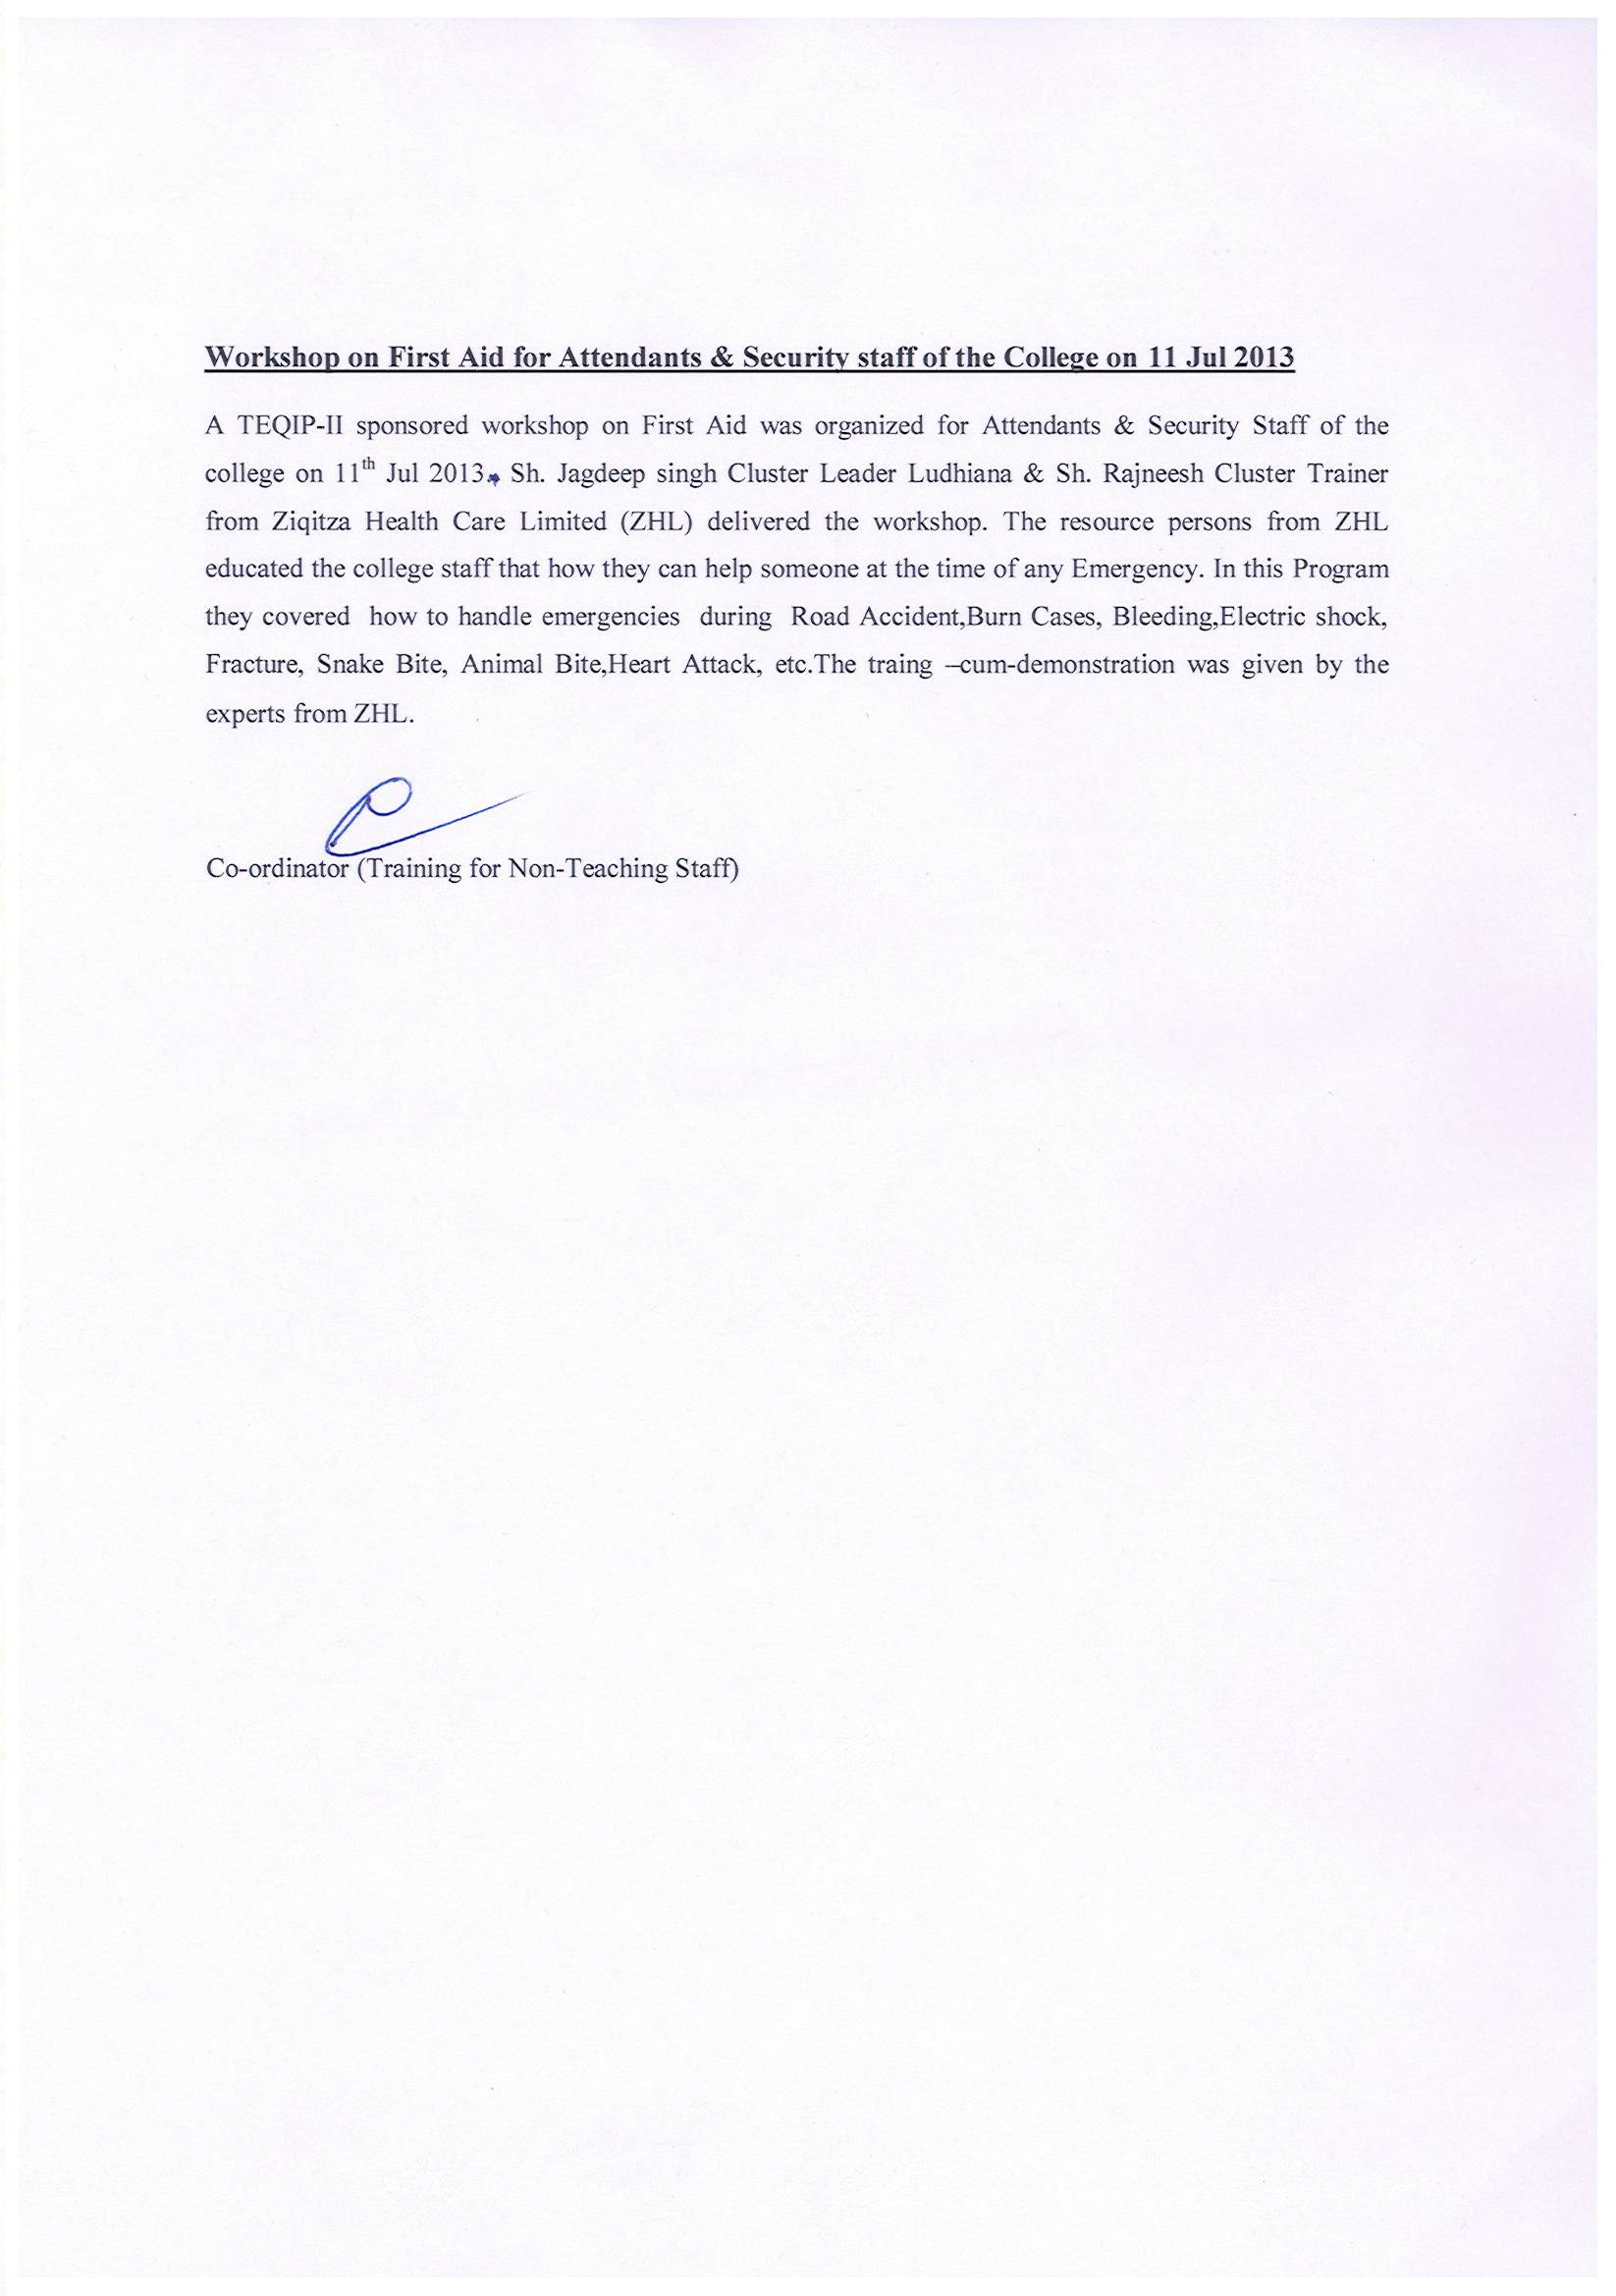 Workshop on First Aid for Attendants & Security staff of the College on 11 Jul 2013
A TEQIP-II sponsored workshop on First Aid was organized for Attendants & Security Staff of the
college on 11th Jul 2013. Sh. Jagdeep singh Cluster Leader Ludhiana & Sh. Rajneesh Cluster Trainer
from Ziqitza Health Care Limited (ZHL) delivered the workshop. The resource persons from ZHL
educated the college staff that how they can help someone at the time of any Emergency. In this Program
they covered how to handle emergencies during Road Accident,Burn Cases, Bleeding,Electric shock,
Fracture, Snake Bite, Animal Bite,Heart Attack, etc.The traing –cum-demonstration was given by the
experts from ZHL.
Co-ordinator (Training for Non-Teaching Staff)